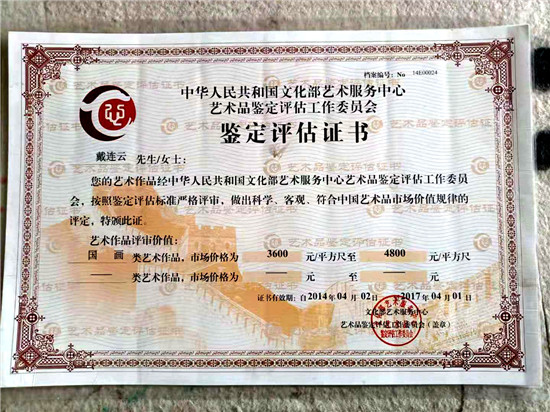 档案编号：No 14E00024
中华人民共和国文化部艺术服务中心
艺术品鉴定评估工作委员会
鉴定评估证书
戴连云 先生/女士：
您的艺术作品经中华人民共和国文化部艺术服务中心艺术品鉴定评估工作委员
会，按照鉴定评估标准严格评审，做出科学、客观、符合中国艺术品市场价值规律的
评定，特颁此证。
艺术作品评审价值：
国 画 类艺术作品，市场价格为 3600 元/平方尺至 4800 元/平方尺
—— 类艺术作品，市场价格为 —— 元 至 —— 元
证书有效期：自2014年04月02日-2017年04月01日
文化部艺术服务中心
艺术品鉴定评估工作委员会（盖章）